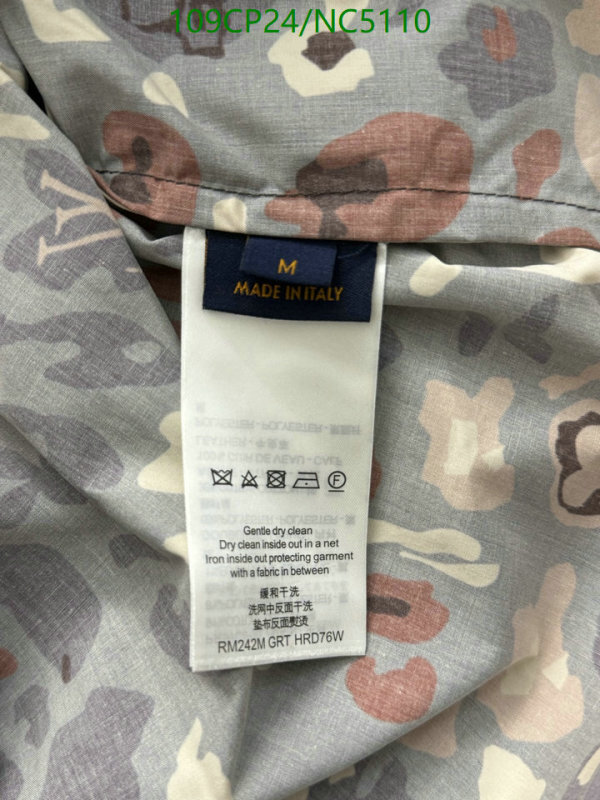 109CP24/NC5110
M
MADE IN ITALY
F
Gentle dry clean
Dry clean inside out in a net
Iron inside out protecting garment
with a fabric in between
缓和干洗
洗网中反面干洗
垫布反面熨烫
RM242M GRT HRD76W